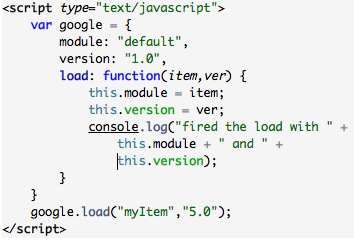 <script type="text/javascript">
    var google = {
        module: "default",
        version: "1.0",
        load: function(item,ver) {
            this.module = item;
            this.version = ver;
            console.log("fired the load with " +
                this.module + " and " +
                this.version);
        }
    }
    google.load("myItem","5.0");
</script>